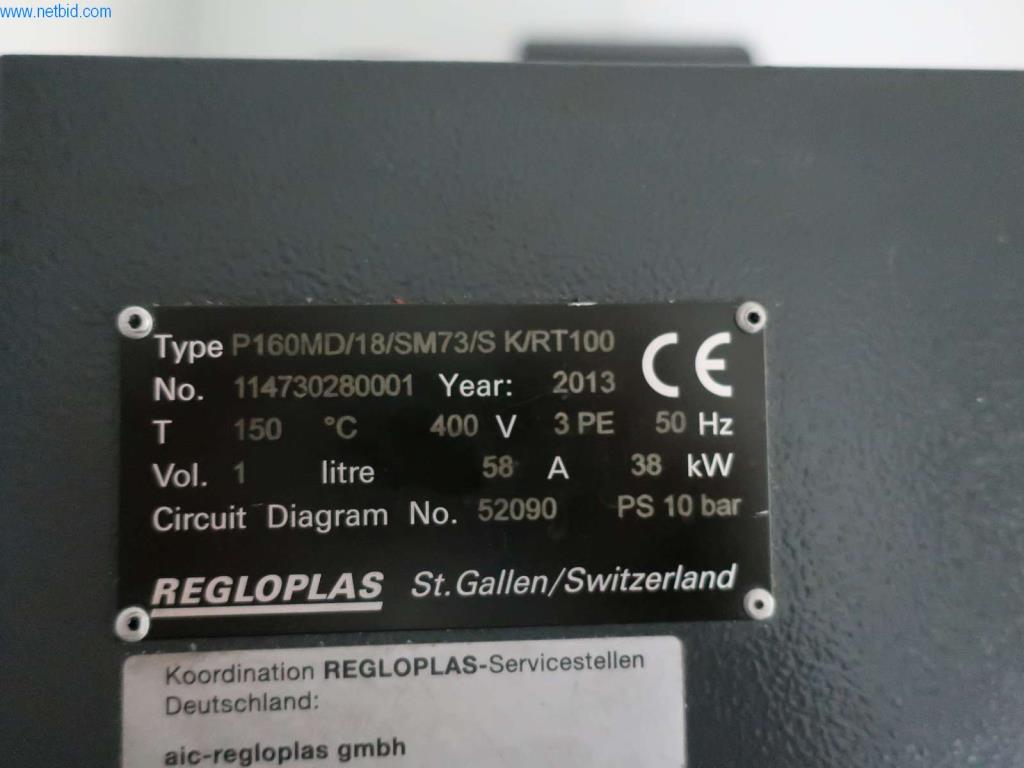 www.netbid.com
Type P160MD/18/SM73/S K/RT100 CE
No. 114730280001 Year: 2013
T 150 °C 400 V 3 PE 50 Hz
Vol. 1 litre 58 A 38 kW
Circuit Diagram No. 52090 PS 10 bar
REGLOPLAS St. Gallen/Switzerland
Koordination REGLOPLAS-Servicestellen
Deutschland:
aic-regloplas gmbh